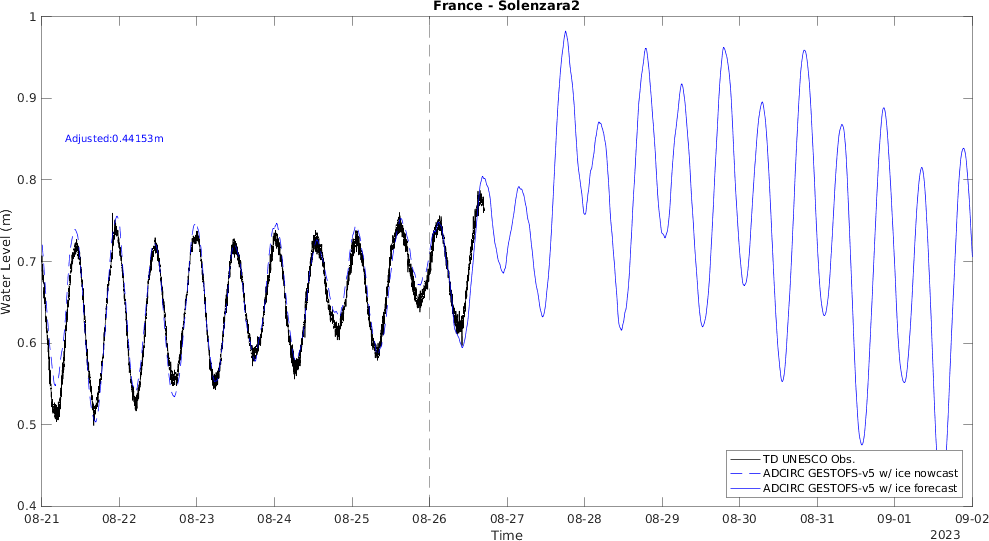 France - Solenzara2
Water Level (m)
1
0.9
0.8
0.7
0.6
0.5
0.4
Adjusted:0.44153m
TD UNESCO Obs.
ADCIRC GESTOFS-v5 w/ ice nowcast
ADCIRC GESTOFS-v5 w/ ice forecast
08-21 08-22 08-23 08-24 08-25 08-26 08-27 08-28 08-29 08-30 08-31 09-01 09-02
Time
2023